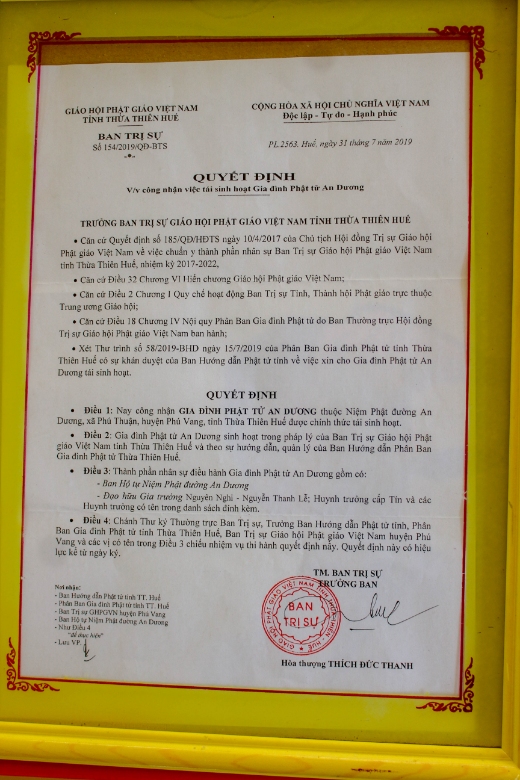 GIÁO HỘI PHẬT GIÁO VIỆT NAM
TỈNH THỪA THIÊN HUẾ
BAN TRỊ SỰ
Số 154/2019/QĐ-BTS
CỘNG HÒA XÃ HỘI CHỦ NGHĨA VIỆT NAM
Độc lập - Tự do - Hạnh phúc
PL.2563. Huế, ngày 31 tháng 7 năm 2019
QUYẾT ĐỊNH
V/v công nhận việc tái sinh hoạt Gia đình Phật tử An Dương
TRƯỞNG BAN TRỊ SỰ GIÁO HỘI PHẬT GIÁO VIỆT NAM TỈNH THỪA THIÊN HUẾ
• Căn cứ Quyết định số 185/QĐ/HĐTS ngày 10/4/2017 của Chủ tịch Hội đồng Trị sự Giáo hội
Phật giáo Việt Nam về việc chuẩn y thành phần nhân sự Ban Trị sự Giáo hội Phật giáo Việt Nam
tỉnh Thừa Thiên Huế, nhiệm kỳ 2017-2022,
• Căn cứ Điều 32 Chương VI Hiến chương Giáo hội Phật giáo Việt Nam;
• Căn cứ Điều 2 Chương I Quy chế hoạt động Ban Trị sự Tỉnh, Thành hội Phật giáo trực thuộc
Trung ương Giáo hội;
• Căn cứ Điều 18 Chương IV Nội quy Phân Ban Gia đình Phật tử do Ban Thường trực Hội đồng
Trị sự Giáo hội Phật giáo Việt Nam ban hành;
• Xét Thư trình số 58/2019-BHD ngày 15/7/2019 của Phân Ban Gia đình Phật tử tỉnh Thừa
Thiên Huế có sự khán duyệt của Ban Hướng dẫn Phật tử tỉnh về việc xin cho Gia đình Phật tử An
Dương tái sinh hoạt.
QUYẾT ĐỊNH
• Điều 1: Nay công nhận GIA ĐÌNH PHẬT TỬ AN DƯƠNG thuộc Niệm Phật đường An
Dương, xã Phú Thuận, huyện Phú Vang, tỉnh Thừa Thiên Huế được chính thức tái sinh hoạt.
• Điều 2: Gia đình Phật tử An Dương sinh hoạt trong pháp lý của Ban Trị sự Giáo hội Phật
giáo Việt Nam tỉnh Thừa Thiên Huế và theo sự hướng dẫn, quản lý của Ban Hướng dẫn Phân Ban
Gia đình Phật tử Thừa Thiên Huế.
• Điều 3: Thành phần nhân sự điều hành Gia đình Phật tử An Dương gồm có:
- Ban Hộ tự Niệm Phật đường An Dương
- Đạo hữu Gia trưởng Nguyên Nghi - Nguyễn Thanh Lễ; Huynh trưởng cấp Tín và các
Huynh trưởng có tên trong danh sách đính kèm.
• Điều 4: Chánh Thư ký Thường trực Ban Trị sự, Trưởng Ban Hướng dẫn Phật tử tỉnh, Phân
Ban Gia đình Phật tử tỉnh Thừa Thiên Huế, Ban Trị sự Giáo hội Phật giáo Việt Nam huyện Phú
Vang và các vị có tên trong Điều 3 chiếu nhiệm vụ thi hành quyết định này. Quyết định này có hiệu
lực kể từ ngày ký.
Nơi nhận:
- Ban Hướng dẫn Phật tử tỉnh TT. Huế
- Phân Ban Gia đình Phật tử tỉnh TT. Huế
- Ban Trị sự GHPGVN huyện Phú Vang
- Ban Hộ tự Niệm Phật đường An Dương
- Như Điều 4
"để thực hiện"
- Lưu VP.
TM. BAN TRỊ SỰ
TRƯỞNG BAN
BAN
TRỊ SỰ
Hòa thượng THÍCH ĐỨC THANH